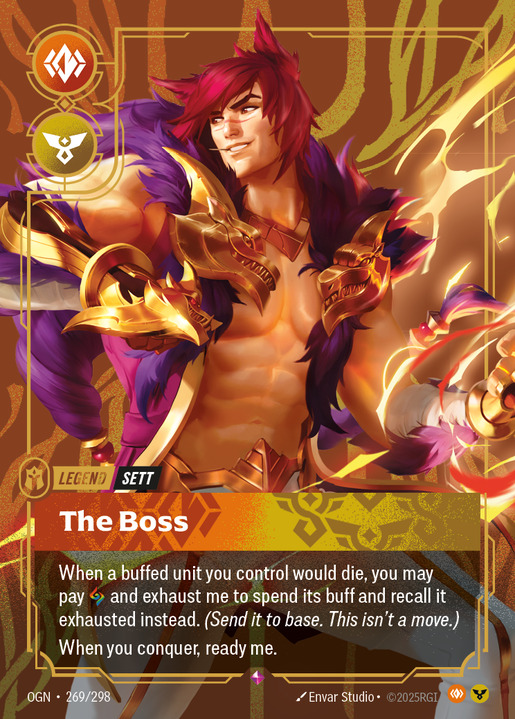 LEGEND SETT
The Boss
When a buffed unit you control would die, you may
pay and exhaust me to spend its buff and recall it
exhausted instead. (Send it to base. This isn't a move.)
When you conquer, ready me.
OGN • 269/298 Envar Studio • ©2025RGI